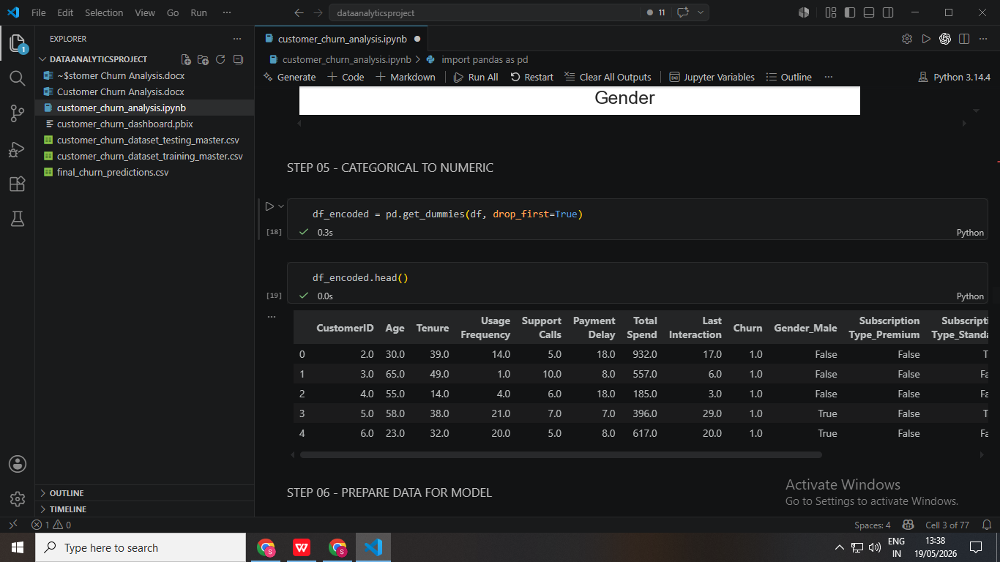 File Edit Selection View Go Run ···
dataanalyticsproject
11
EXPLORER ···
DATAANALYTICSPROJECT
~$stomer Churn Analysis.docx
Customer Churn Analysis.docx
customer_churn_analysis.ipynb
customer_churn_dashboard.pbix
customer_churn_dataset_testing_master.csv
customer_churn_dataset_training_master.csv
final_churn_predictions.csv
1
OUTLINE
TIMELINE
customer_churn_analysis.ipynb
customer_churn_analysis.ipynb > import pandas as pd
Generate + Code + Markdown Run All Restart Clear All Outputs Jupyter Variables Outline ··· Python 3.14.4
Gender
STEP 05 - CATEGORICAL TO NUMERIC
df_encoded = pd.get_dummies(df, drop_first=True)
[18] 0.3s Python
df_encoded.head()
[19] 0.0s Python
CustomerID Age Tenure Usage Frequency Support Calls Payment Delay Total Spend Last Interaction Churn Gender_Male Subscription Type_Premium Subscripti Type_Standa
0 2.0 30.0 39.0 14.0 5.0 18.0 932.0 17.0 1.0 False False T
1 3.0 65.0 49.0 1.0 10.0 8.0 557.0 6.0 1.0 False False Fa
2 4.0 55.0 14.0 4.0 6.0 18.0 185.0 3.0 1.0 False False Fa
3 5.0 58.0 38.0 21.0 7.0 7.0 396.0 29.0 1.0 True False T
4 6.0 23.0 32.0 20.0 5.0 8.0 617.0 20.0 1.0 True False Fa
STEP 06 - PREPARE DATA FOR MODEL
Activate Windows
Go to Settings to activate Windows.
1 0
Spaces: 4 Cell 3 of 77
Type here to search
S
W
S
ENG
IN
13:38
19/05/2026